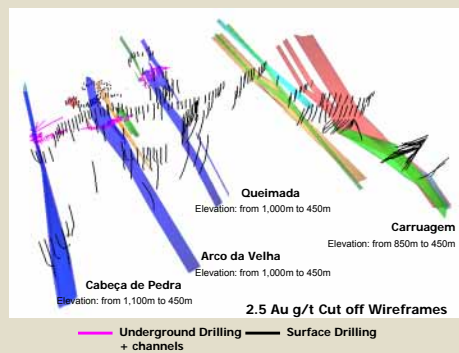 Queimada
Elevation: from 1,000m to 450m
Carruagem
Elevation: from 850m to 450m
Arco da Velha
Elevation: from 1,000m to 450m
Cabeça de Pedra
Elevation: from 1,100m to 450m
2.5 Au g/t Cut off Wireframes
Underground Drilling
+ channels
Surface Drilling